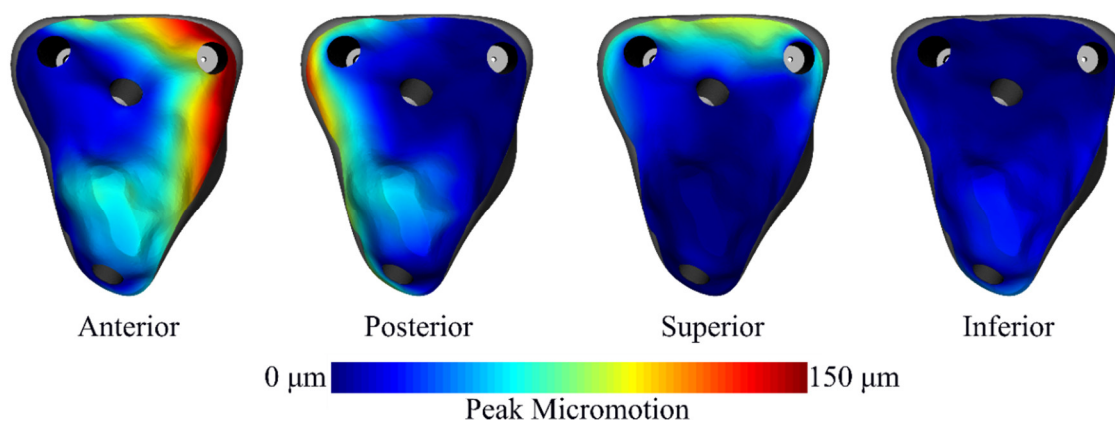 Anterior
Posterior
Superior
Inferior
0 μm
150 μm
Peak Micromotion